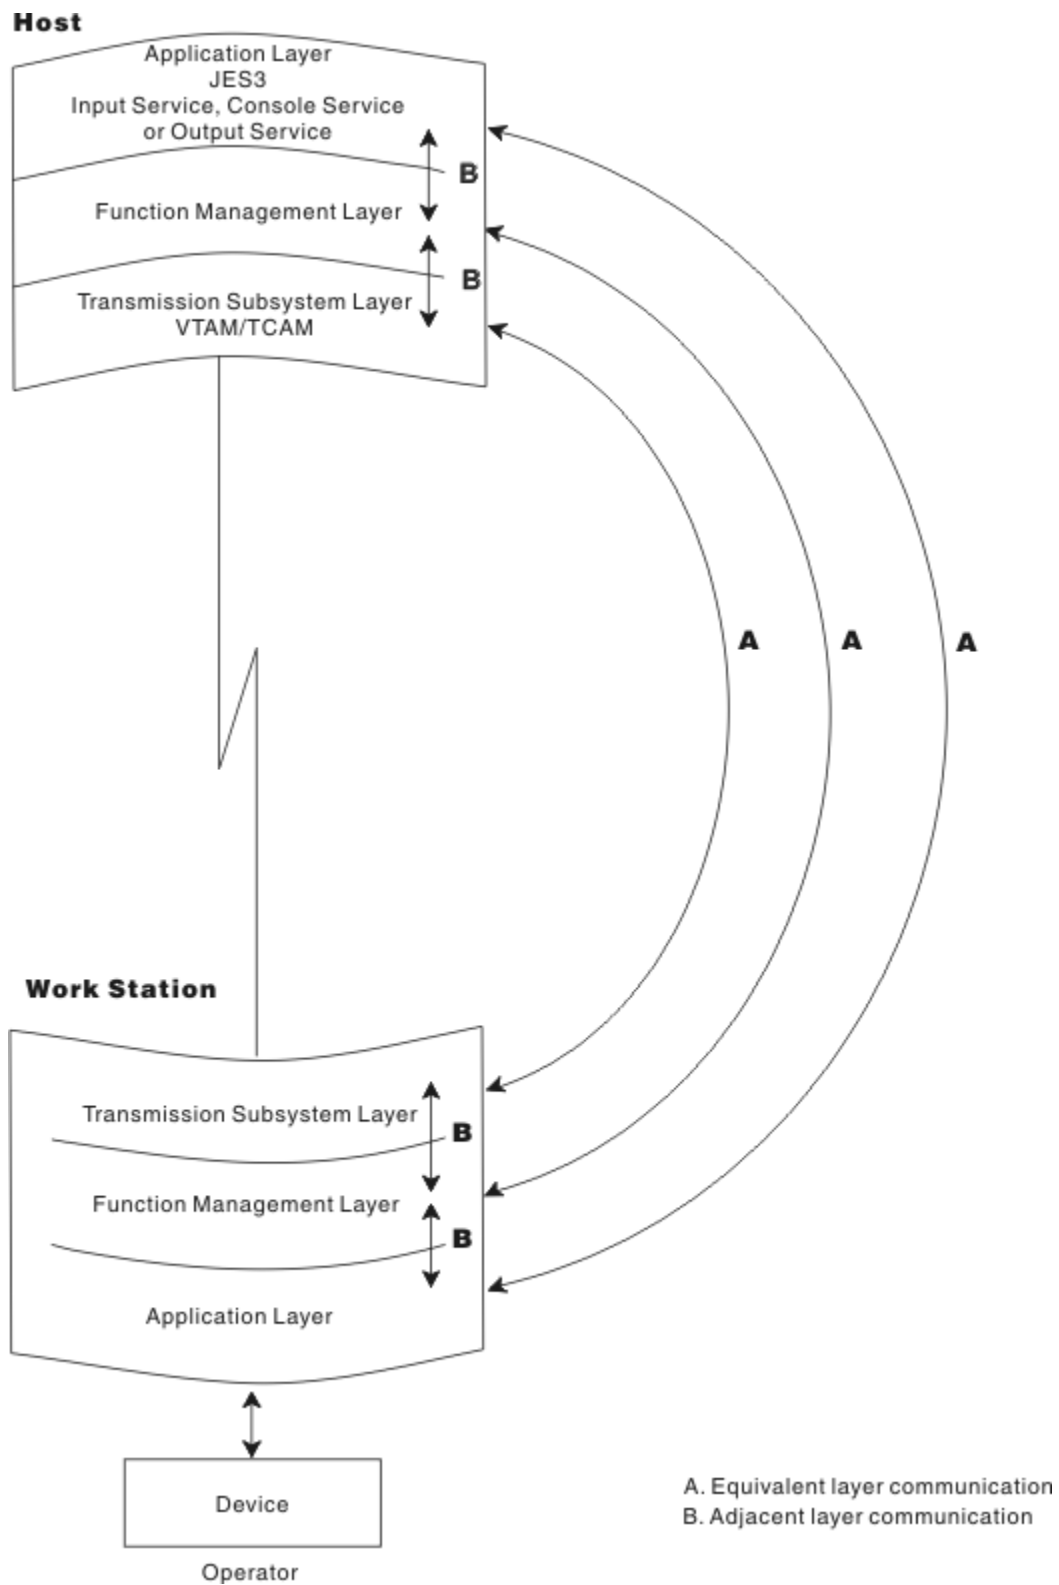 Host
Application Layer
JES3
Input Service, Console Service
or Output Service
B
Function Management Layer
B
Transmission Subsystem Layer
VTAM/TCAM
A
A
A
Work Station
Transmission Subsystem Layer
B
Function Management Layer
B
Application Layer
Device
Operator
A. Equivalent layer communication
B. Adjacent layer communication